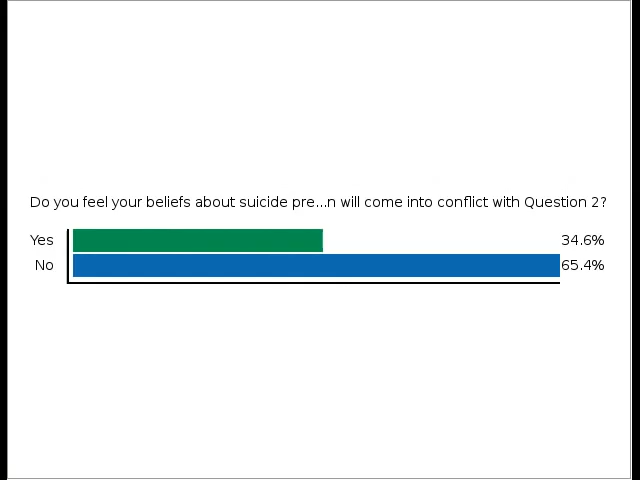 Do you feel your beliefs about suicide pre...n will come into conflict with Question 2?
Yes 34.6%
No 65.4%